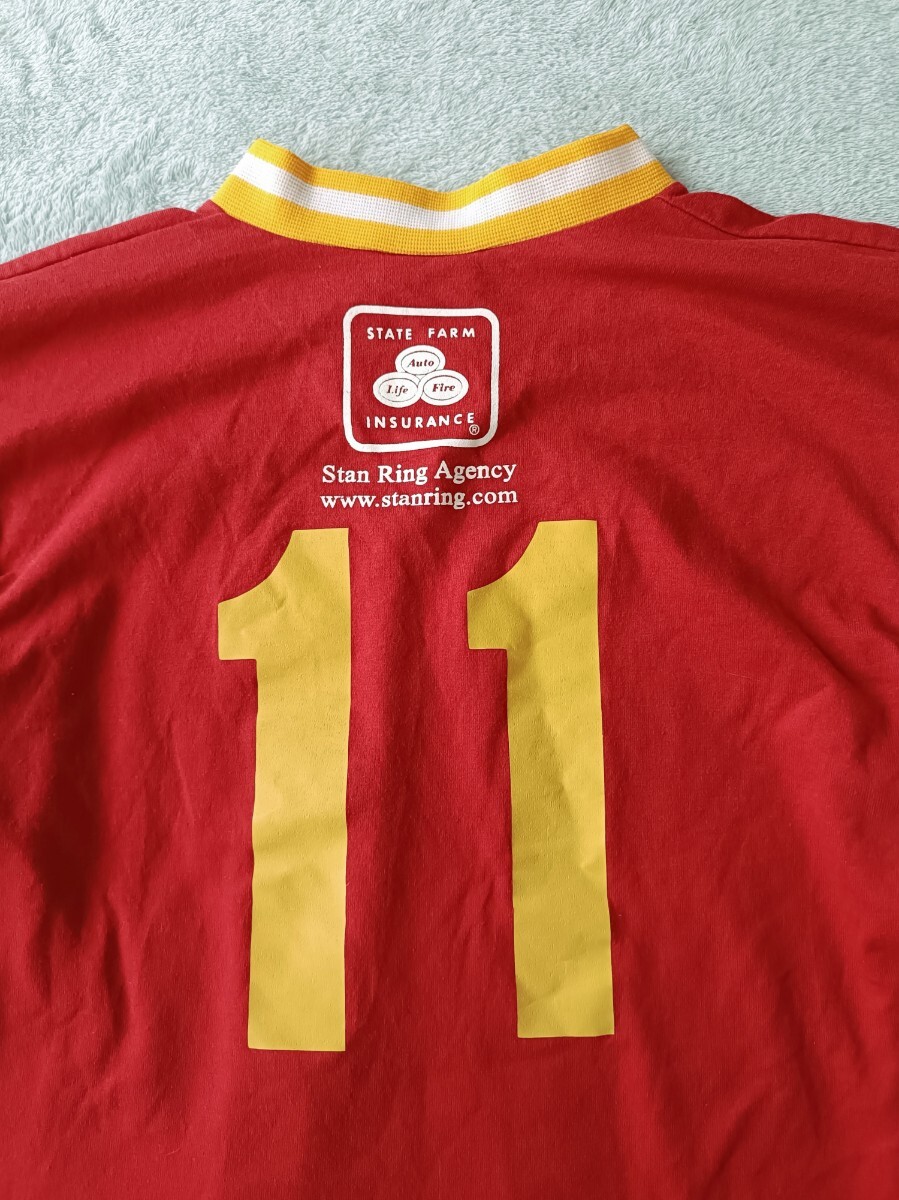 STATE FARM
Auto
Life Fire
INSURANCE®
Stan Ring Agency
www.stanring.com
11